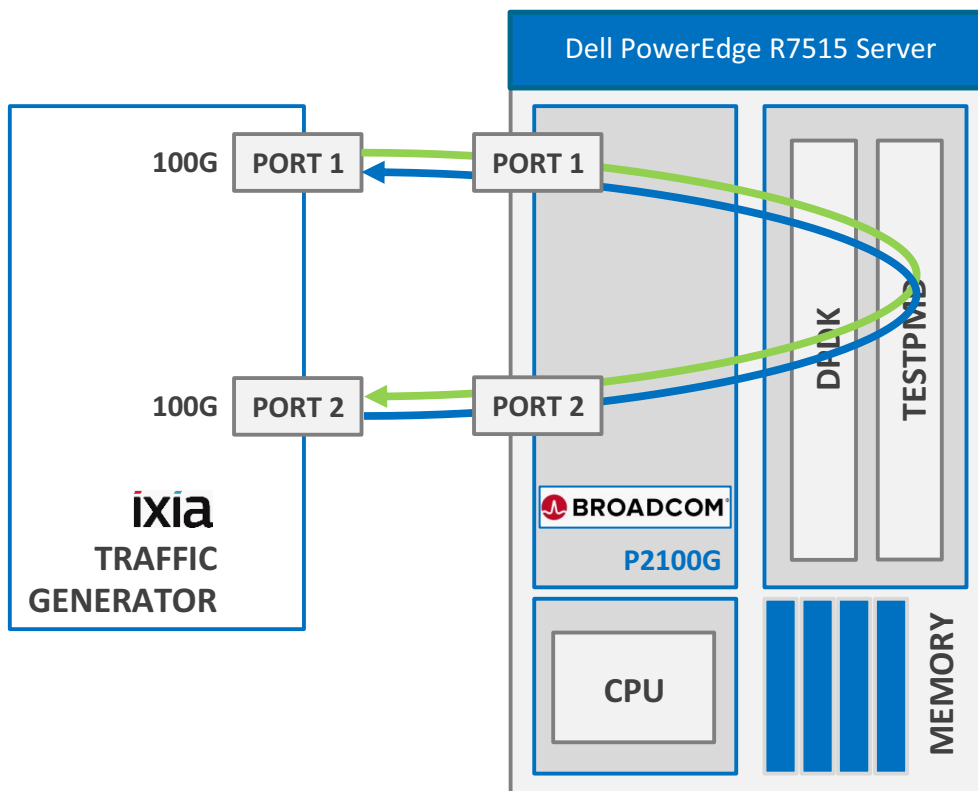 Dell PowerEdge R7515 Server
100G
PORT 1
PORT 1
100G
PORT 2
PORT 2
DPDK
TESTPMD
ixia
TRAFFIC
GENERATOR
BROADCOM®
P2100G
CPU
MEMORY